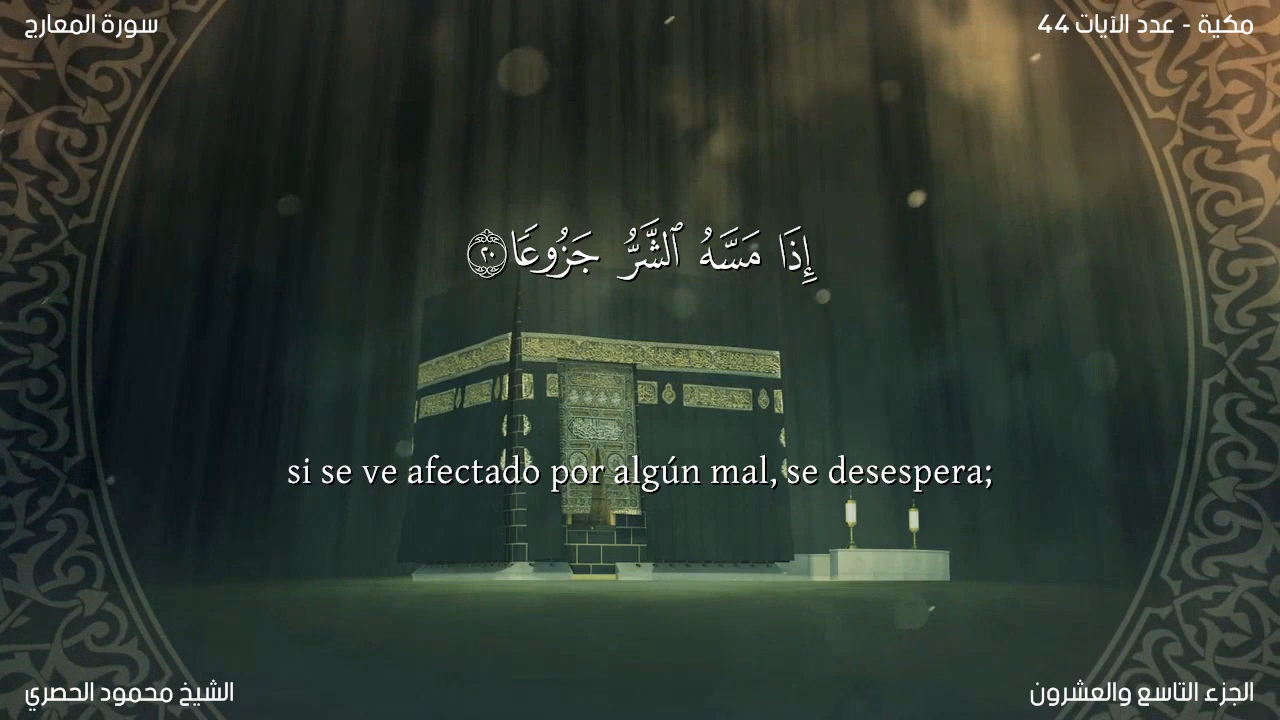 سورة المعارج
مكية - عدد الآيات 44
إِذَا مَسَّهُ ٱلشَّرُّ جَزُوعًا ٢٠
si se ve afectado por algún mal, se desespera;
الشيخ محمود الحصري
الجزء التاسع والعشرون